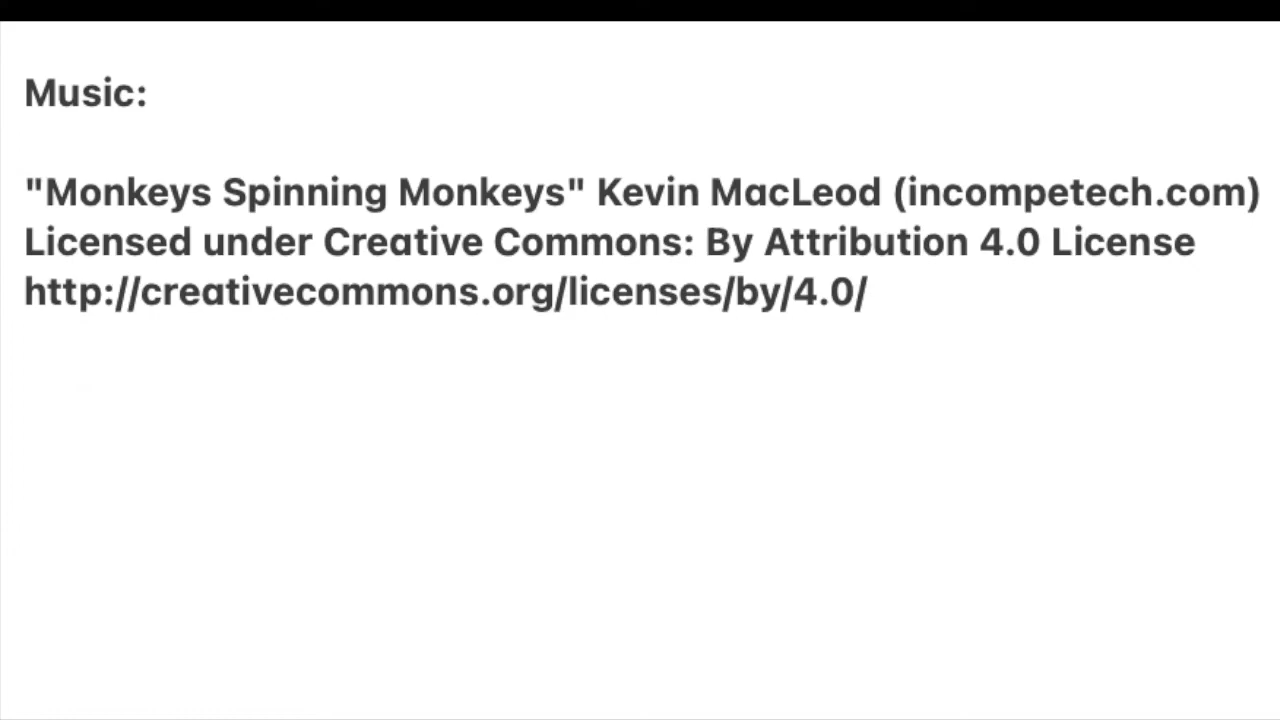 Music:
"Monkeys Spinning Monkeys" Kevin MacLeod (incompetech.com)
Licensed under Creative Commons: By Attribution 4.0 License
http://creativecommons.org/licenses/by/4.0/